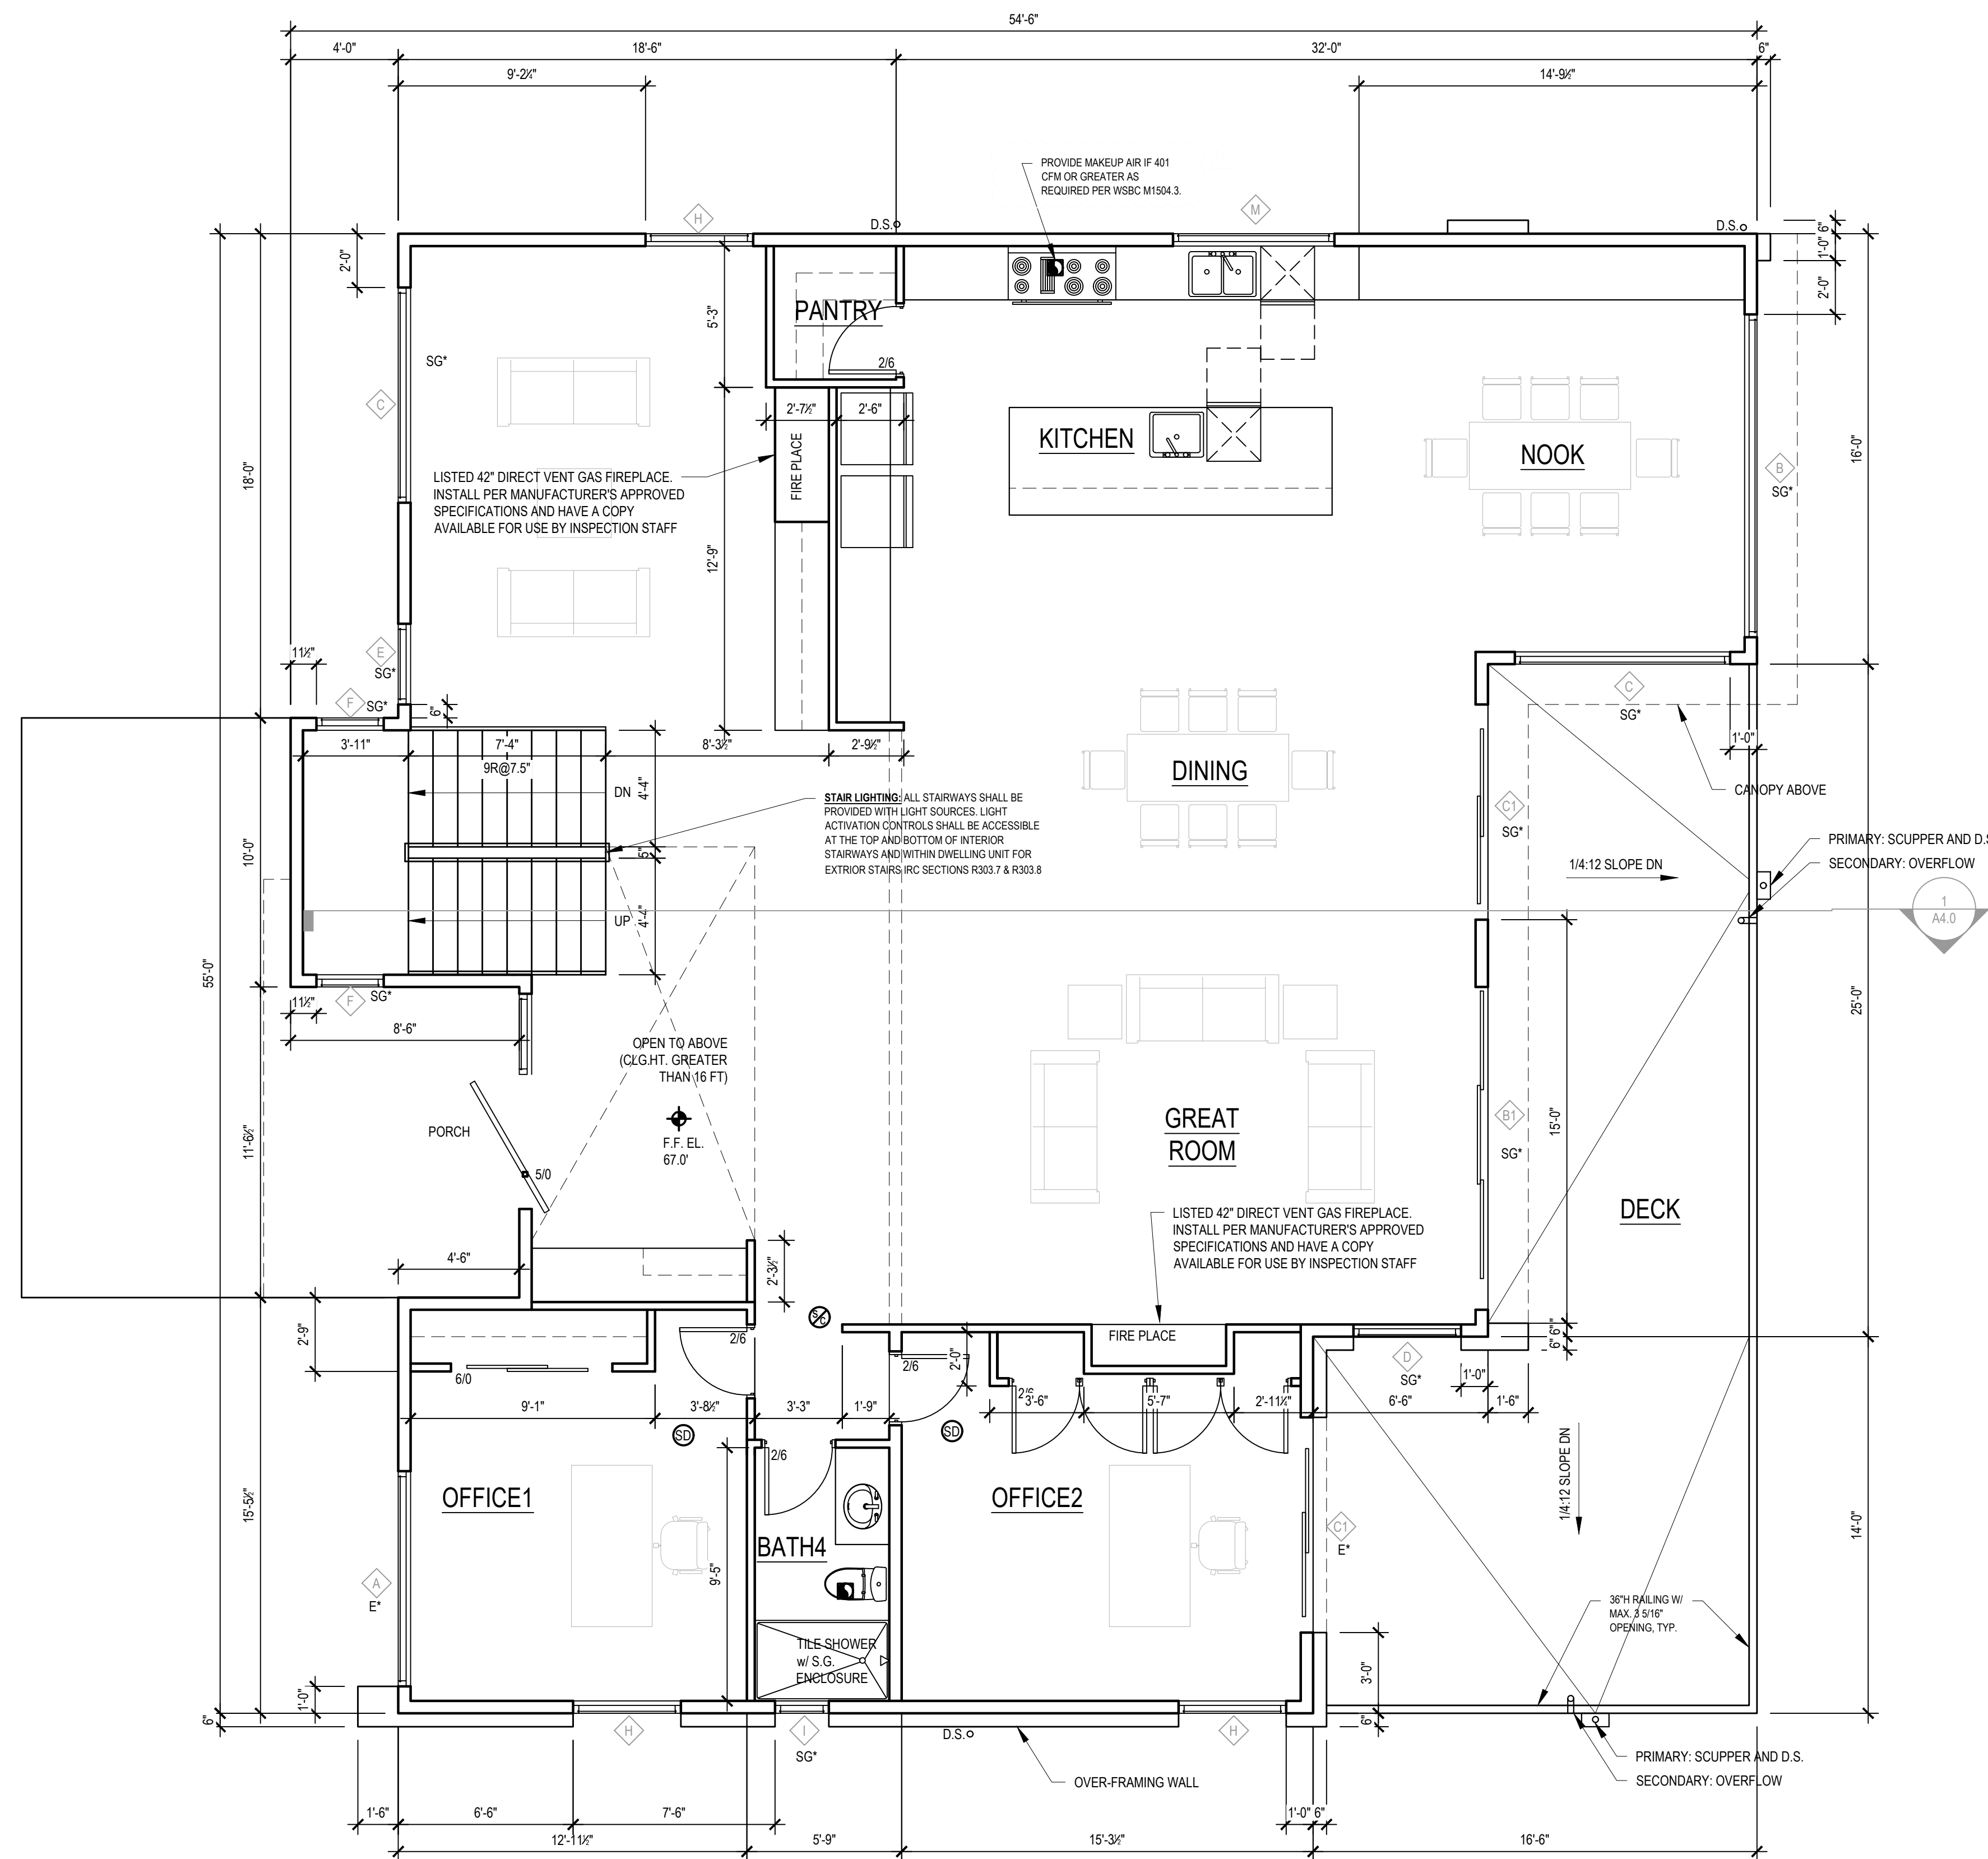 54'-6"
4'-0"
18'-6"
32'-0"
6"
9'-2¼"
14'-9½"
PROVIDE MAKEUP AIR IF 401
CFM OR GREATER AS
REQUIRED PER WSBC M1504.3.
H
M
D.S.
D.S.
6"
1'-0"
2'-0"
2'-0"
PANTRY
5'-3"
2/6
SG*
C
2'-7½"
2'-6"
FIRE PLACE
KITCHEN
NOOK
B
SG*
16'-0"
18'-0"
LISTED 42" DIRECT VENT GAS FIREPLACE.
INSTALL PER MANUFACTURER'S APPROVED
SPECIFICATIONS AND HAVE A COPY
AVAILABLE FOR USE BY INSPECTION STAFF
12'-9"
11½"
E
SG*
F
SG*
6"
C
SG*
1'-0"
3'-11"
7'-4"
8'-3½"
2'-9½"
9R@7.5"
DN
4'-4"
DINING
CANOPY ABOVE
STAIR LIGHTING: ALL STAIRWAYS SHALL BE
PROVIDED WITH LIGHT SOURCES. LIGHT
ACTIVATION CONTROLS SHALL BE ACCESSIBLE
AT THE TOP AND BOTTOM OF INTERIOR
STAIRWAYS AND WITHIN DWELLING UNIT FOR
EXTRIOR STAIRS IRC SECTIONS R303.7 & R303.8
C1
SG*
PRIMARY: SCUPPER AND D.S
SECONDARY: OVERFLOW
1/4:12 SLOPE DN
10'-0"
5"
UP
4'-4"
1
A4.0
55'-0"
F
SG*
11½"
8'-6"
25'-0"
OPEN TO ABOVE
(CLG.HT. GREATER
THAN 16 FT)
PORCH
5/0
F.F. EL.
67.0'
11'-6½"
GREAT
ROOM
B1
SG*
15'-0"
DECK
LISTED 42" DIRECT VENT GAS FIREPLACE.
INSTALL PER MANUFACTURER'S APPROVED
SPECIFICATIONS AND HAVE A COPY
AVAILABLE FOR USE BY INSPECTION STAFF
4'-6"
2'-3½"
2'-9"
S/C
2/6
FIRE PLACE
6"
6"
6"
6/0
2/6
2'-0"
D
SG*
1'-0"
2/6
9'-1"
3'-8½"
3'-3"
1'-9"
3'-6"
5'-7"
2'-11¼"
6'-6"
1'-6"
SD
SD
2/6
OFFICE1
OFFICE2
BATH4
9'-5"
1/4:12 SLOPE DN
15'-5½"
14'-0"
C1
E*
A
E*
36"H RAILING W/
MAX. 3 5/16"
OPENING, TYP.
TILE SHOWER
w/ S.G.
ENCLOSURE
3'-0"
1'-0"
6"
6"
H
I
SG*
D.S.
H
PRIMARY: SCUPPER AND D.S.
SECONDARY: OVERFLOW
OVER-FRAMING WALL
1'-6"
6'-6"
7'-6"
1'-0"
6"
12'-11½"
5'-9"
15'-3½"
16'-6"